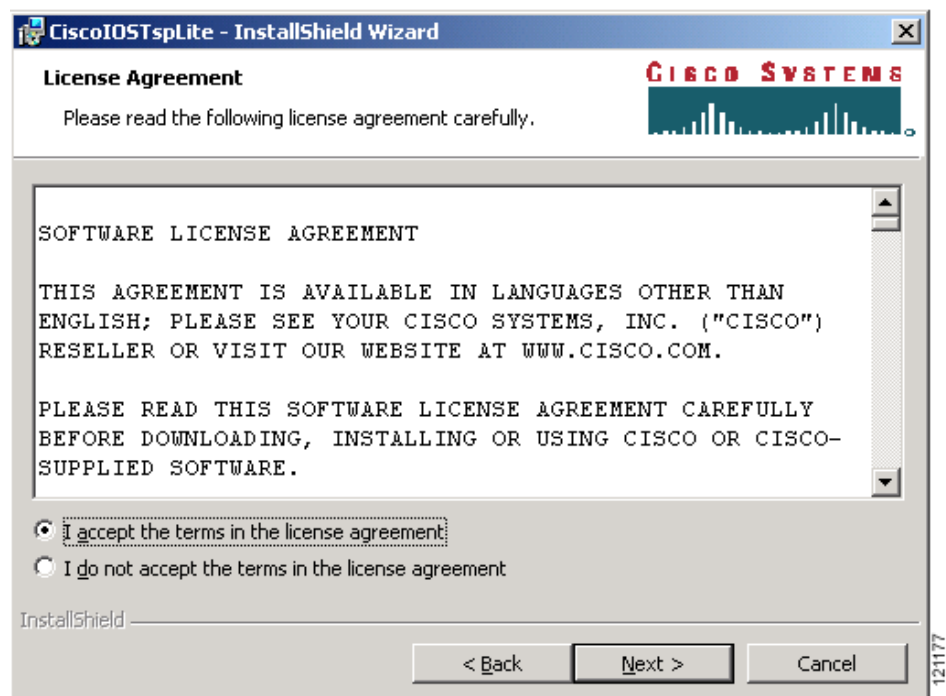 CiscoIOSTspLite - InstallShield Wizard
License Agreement
Please read the following license agreement carefully.
CISCO SYSTEMS
SOFTWARE LICENSE AGREEMENT
THIS AGREEMENT IS AVAILABLE IN LANGUAGES OTHER THAN
ENGLISH; PLEASE SEE YOUR CISCO SYSTEMS, INC. ("CISCO")
RESELLER OR VISIT OUR WEBSITE AT WWW.CISCO.COM.
PLEASE READ THIS SOFTWARE LICENSE AGREEMENT CAREFULLY
BEFORE DOWNLOADING, INSTALLING OR USING CISCO OR CISCO-
SUPPLIED SOFTWARE.
I accept the terms in the license agreement
I do not accept the terms in the license agreement
InstallShield
< Back
Next >
Cancel
121177